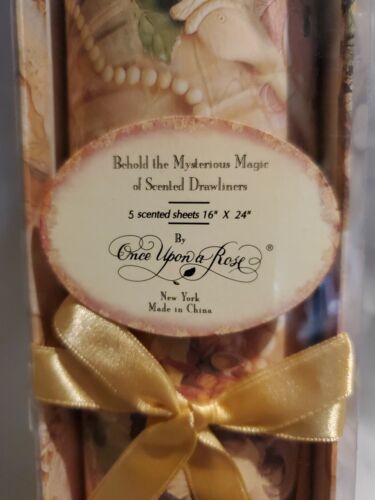 Behold the Mysterious Magic
of Scented Drawliners
5 scented sheets 16" X 24"
By
Once Upon a Rose ®
New York
Made in China